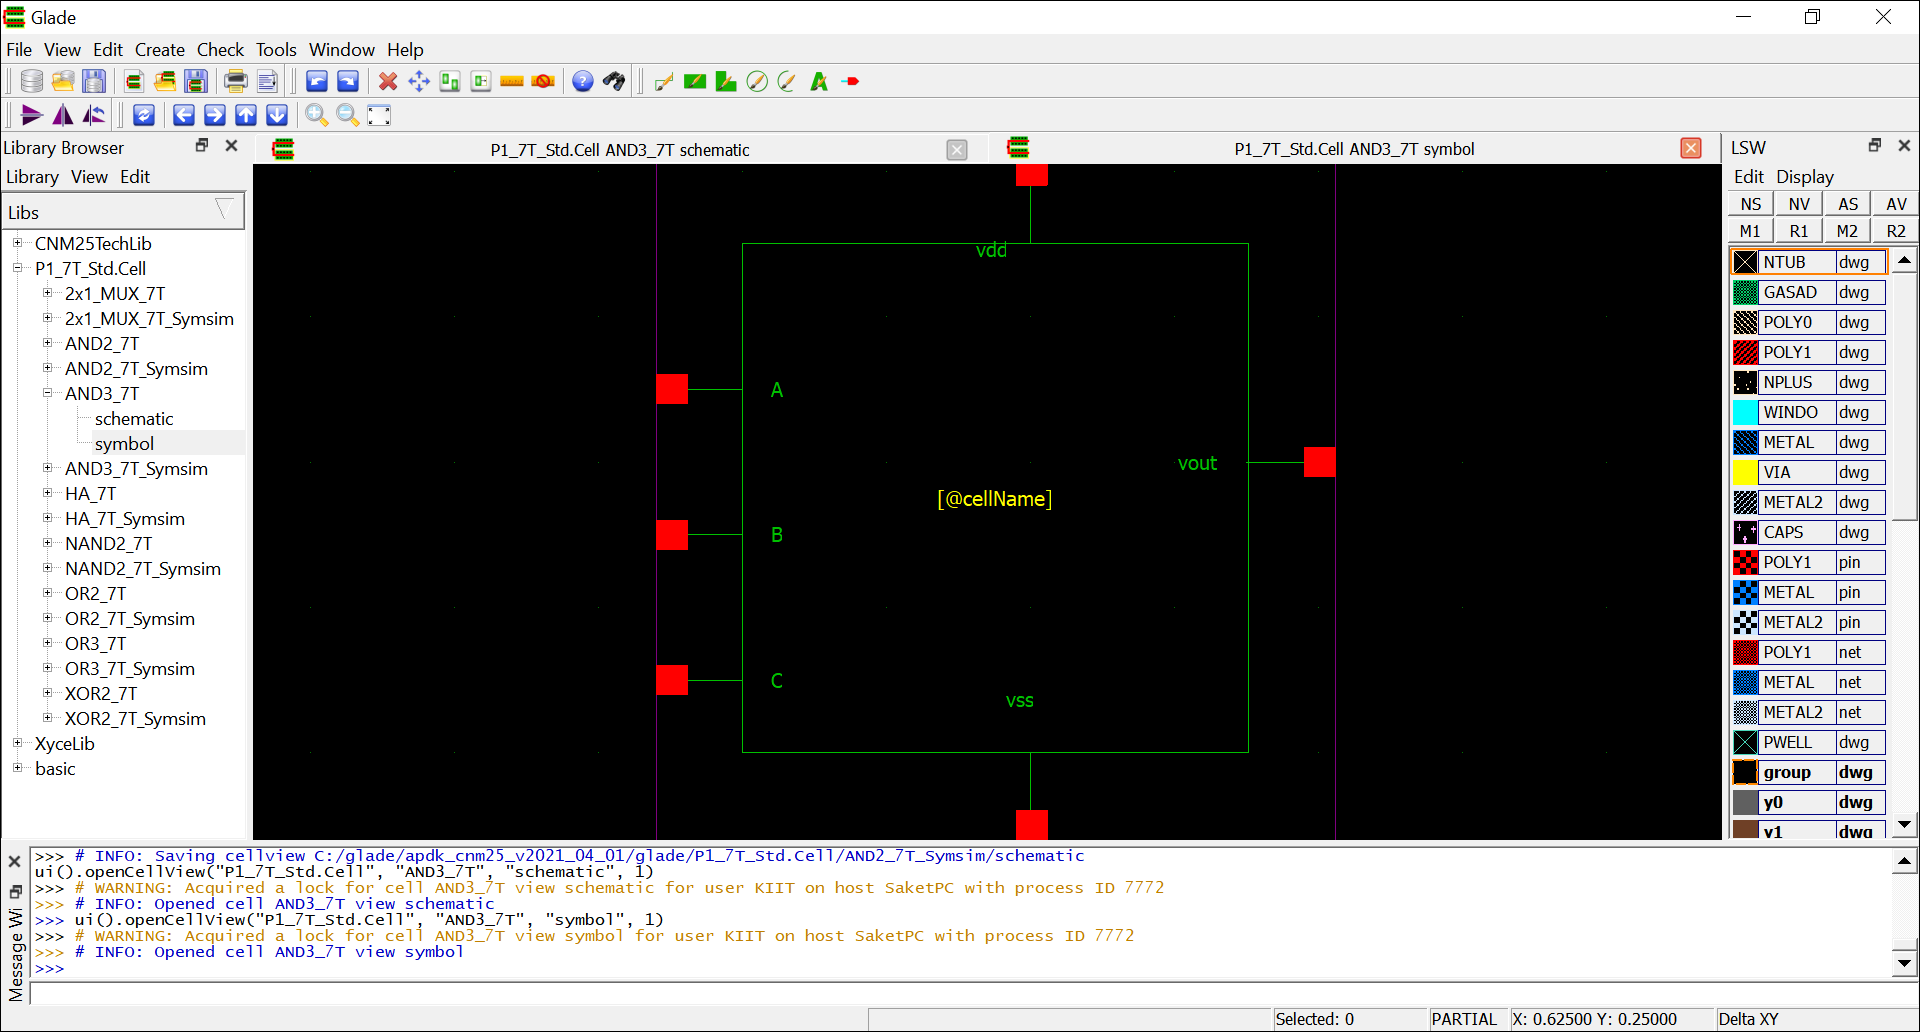 Glade
File View Edit Create Check Tools Window Help
Library Browser
Library View Edit
Libs
CNM25TechLib
P1_7T_Std.Cell
2x1_MUX_7T
2x1_MUX_7T_Symsim
AND2_7T
AND2_7T_Symsim
AND3_7T
schematic
symbol
AND3_7T_Symsim
HA_7T
HA_7T_Symsim
NAND2_7T
NAND2_7T_Symsim
OR2_7T
OR2_7T_Symsim
OR3_7T
OR3_7T_Symsim
XOR2_7T
XOR2_7T_Symsim
XyceLib
basic
P1_7T_Std.Cell AND3_7T schematic
P1_7T_Std.Cell AND3_7T symbol
vdd
A
vout
[@cellName]
B
C
vss
LSW
Edit Display
NS NV AS AV
M1 R1 M2 R2
NTUB dwg
GASAD dwg
POLY0 dwg
POLY1 dwg
NPLUS dwg
WINDO dwg
METAL dwg
VIA dwg
METAL2 dwg
CAPS dwg
POLY1 pin
METAL pin
METAL2 pin
POLY1 net
METAL net
METAL2 net
PWELL dwg
group dwg
y0 dwg
y1 dwg
Message Wi
>>> # INFO: Saving cellview C:/glade/apdk_cnm25_v2021_04_01/glade/P1_7T_Std.Cell/AND2_7T_Symsim/schematic
ui().openCellView("P1_7T_Std.Cell", "AND3_7T", "schematic", 1)
>>> # WARNING: Acquired a lock for cell AND3_7T view schematic for user KIIT on host SaketPC with process ID 7772
>>> # INFO: Opened cell AND3_7T view schematic
>>> ui().openCellView("P1_7T_Std.Cell", "AND3_7T", "symbol", 1)
>>> # WARNING: Acquired a lock for cell AND3_7T view symbol for user KIIT on host SaketPC with process ID 7772
>>> # INFO: Opened cell AND3_7T view symbol
>>>
Selected: 0 PARTIAL X: 0.62500 Y: 0.25000 Delta XY